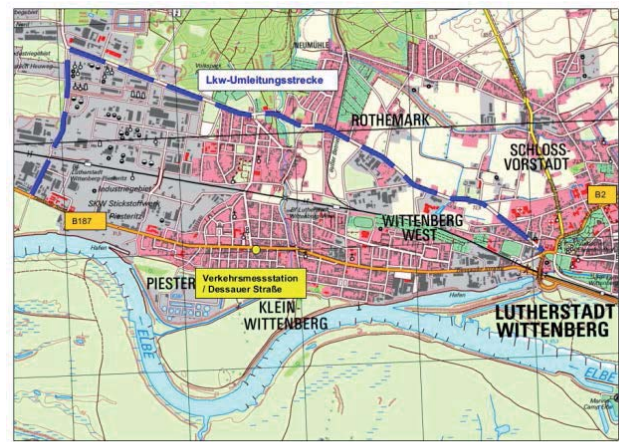 Lkw-Umleitungsstrecke
NEUMÜHLE
ROTHEMARK
SCHLOSS-
VORSTADT
B2
Industriegebiet
SKW Stickstoffwerk
Piesteritz
B187
WITTENBERG
WEST
Hafen
Verkehrsmessstation
/ Dessauer Straße
PIESTER
KLEIN-
WITTENBERG
Hafen
LUTHERSTADT
WITTENBERG
ELBE
ELBE